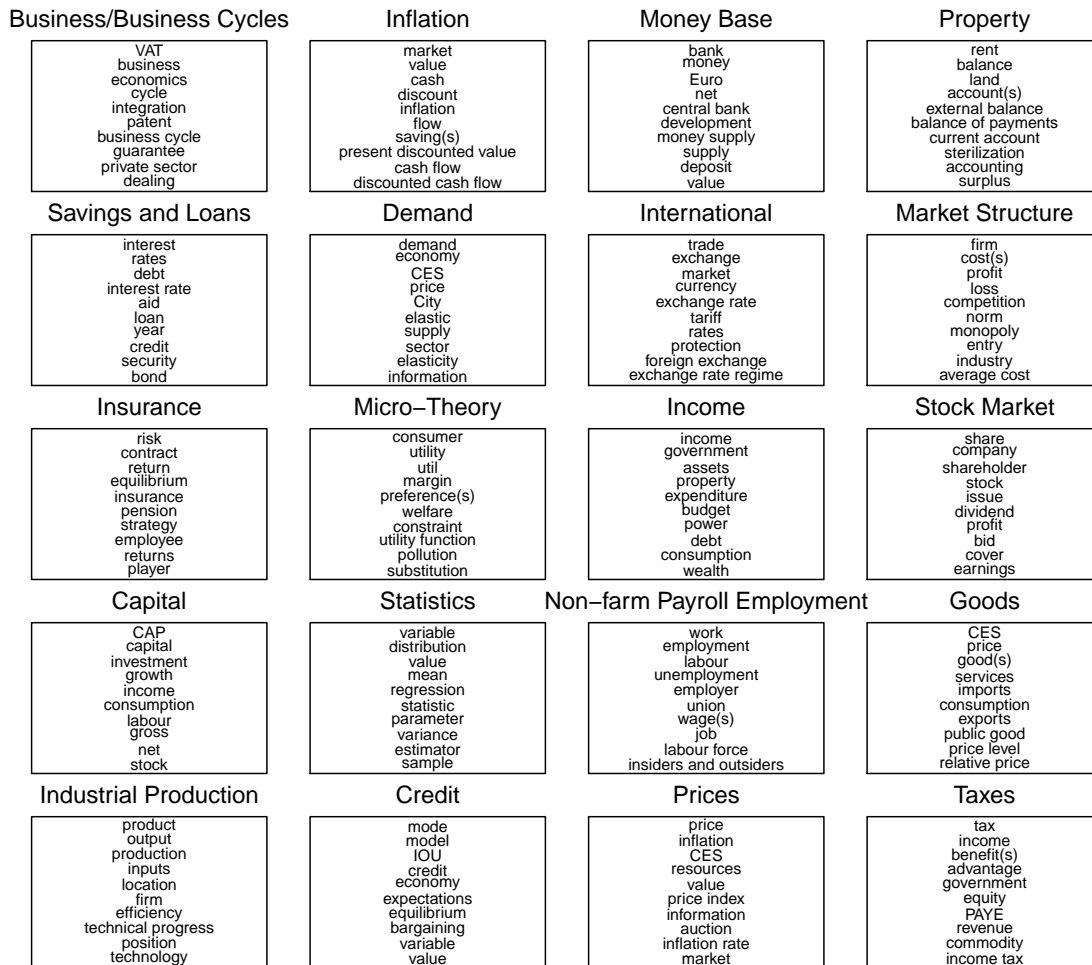 Business/Business Cycles
VAT
business
economics
cycle
integration
patent
business cycle
guarantee
private sector
dealing
Inflation
market
value
cash
discount
inflation
flow
saving(s)
present discounted value
cash flow
discounted cash flow
Money Base
bank
money
Euro
net
central bank
development
money supply
supply
deposit
value
Property
rent
balance
land
account(s)
external balance
balance of payments
current account
sterilization
accounting
surplus
Savings and Loans
interest
rates
debt
interest rate
aid
loan
year
credit
security
bond
Demand
demand
economy
CES
price
City
elastic
supply
sector
elasticity
information
International
trade
exchange
market
currency
exchange rate
tariff
rates
protection
foreign exchange
exchange rate regime
Market Structure
firm
cost(s)
profit
loss
competition
norm
monopoly
entry
industry
average cost
Insurance
risk
contract
return
equilibrium
insurance
pension
strategy
employee
returns
player
Micro−Theory
consumer
utility
util
margin
preference(s)
welfare
constraint
utility function
pollution
substitution
Income
income
government
assets
property
expenditure
budget
power
debt
consumption
wealth
Stock Market
share
company
shareholder
stock
issue
dividend
profit
bid
cover
earnings
Capital
CAP
capital
investment
growth
income
consumption
labour
gross
net
stock
Statistics
variable
distribution
value
mean
regression
statistic
parameter
variance
estimator
sample
Non−farm Payroll Employment
work
employment
labour
unemployment
employer
union
wage(s)
job
labour force
insiders and outsiders
Goods
CES
price
good(s)
services
imports
consumption
exports
public good
price level
relative price
Industrial Production
product
output
production
inputs
location
firm
efficiency
technical progress
position
technology
Credit
mode
model
IOU
credit
economy
expectations
equilibrium
bargaining
variable
value
Prices
price
inflation
CES
resources
value
price index
information
auction
inflation rate
market
Taxes
tax
income
benefit(s)
advantage
government
equity
PAYE
revenue
commodity
income tax